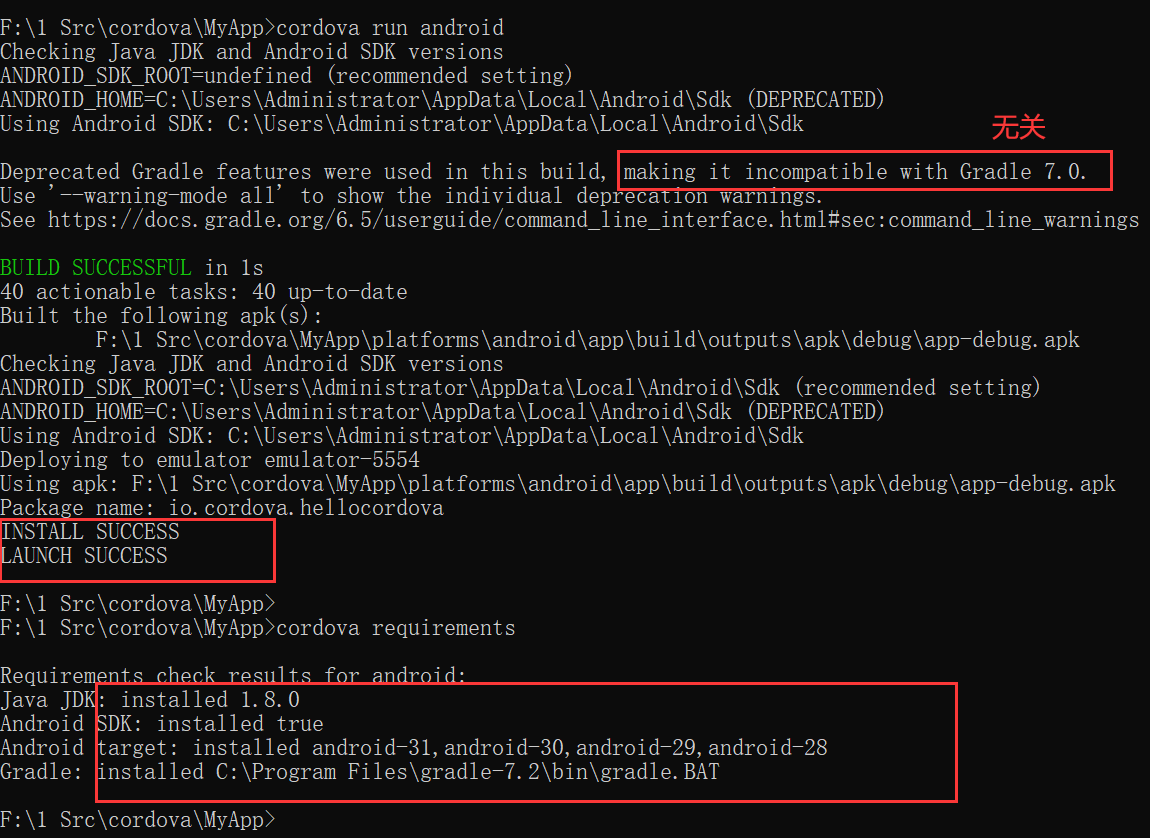 F:\1 Src\cordova\MyApp>cordova run android
Checking Java JDK and Android SDK versions
ANDROID_SDK_ROOT=undefined (recommended setting)
ANDROID_HOME=C:\Users\Administrator\AppData\Local\Android\Sdk (DEPRECATED)
Using Android SDK: C:\Users\Administrator\AppData\Local\Android\Sdk
无关
Deprecated Gradle features were used in this build, making it incompatible with Gradle 7.0.
Use '--warning-mode all' to show the individual deprecation warnings.
See https://docs.gradle.org/6.5/userguide/command_line_interface.html#sec:command_line_warnings
BUILD SUCCESSFUL in 1s
40 actionable tasks: 40 up-to-date
Built the following apk(s):
F:\1 Src\cordova\MyApp\platforms\android\app\build\outputs\apk\debug\app-debug.apk
Checking Java JDK and Android SDK versions
ANDROID_SDK_ROOT=C:\Users\Administrator\AppData\Local\Android\Sdk (recommended setting)
ANDROID_HOME=C:\Users\Administrator\AppData\Local\Android\Sdk (DEPRECATED)
Using Android SDK: C:\Users\Administrator\AppData\Local\Android\Sdk
Deploying to emulator emulator-5554
Using apk: F:\1 Src\cordova\MyApp\platforms\android\app\build\outputs\apk\debug\app-debug.apk
Package name: io.cordova.hellocordova
INSTALL SUCCESS
LAUNCH SUCCESS
F:\1 Src\cordova\MyApp>
F:\1 Src\cordova\MyApp>cordova requirements
Requirements check results for android:
Java JDK: installed 1.8.0
Android SDK: installed true
Android target: installed android-31,android-30,android-29,android-28
Gradle: installed C:\Program Files\gradle-7.2\bin\gradle.BAT
F:\1 Src\cordova\MyApp>